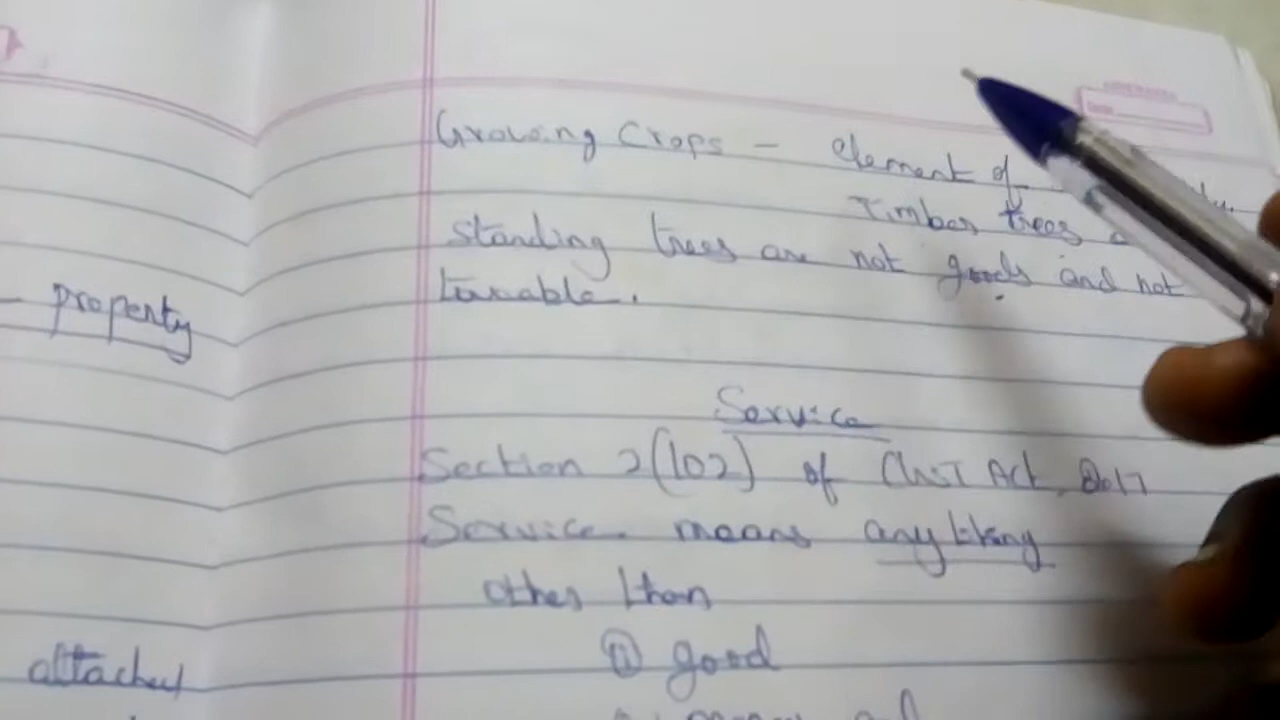 Growing Crops - element of
Timber trees
standing trees are not goods and not
taxable.
property
Service
Section 2(102) of CGST Act, 2017
Service means anything
other than
(i) good
attached